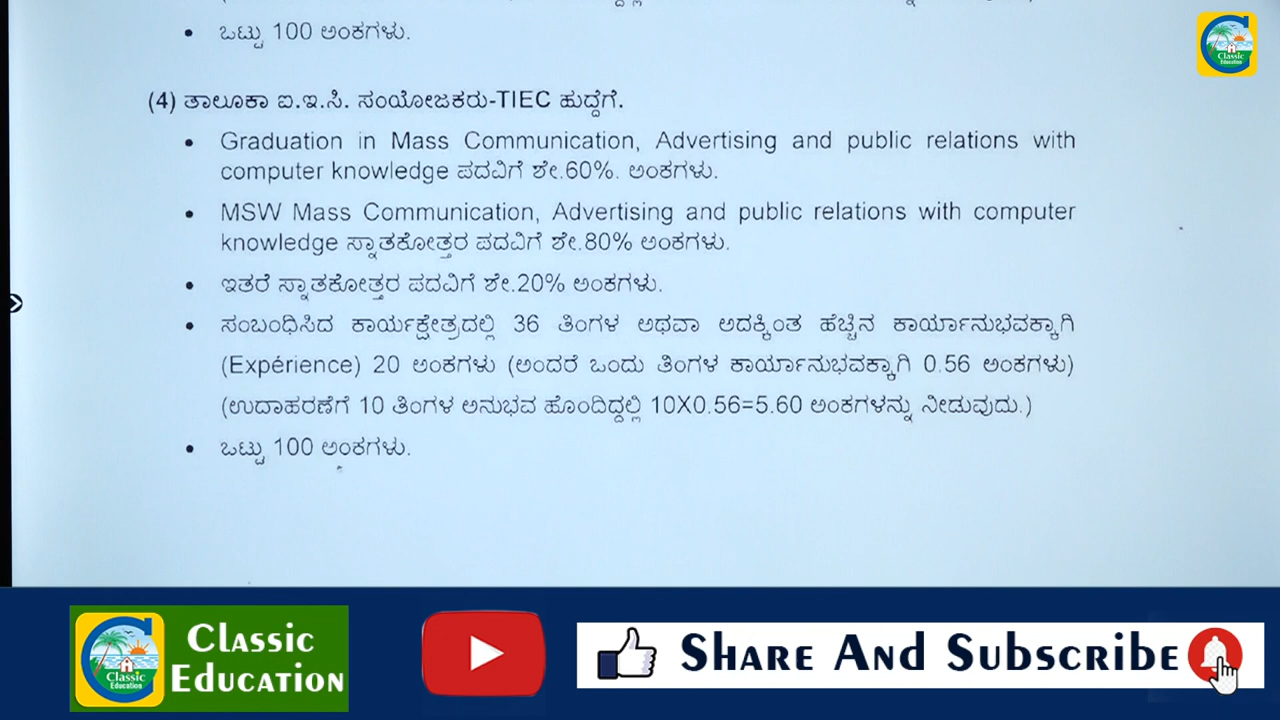 ಒಟ್ಟು 100 ಅಂಕಗಳು.
Classic
Education
(4) ತಾಲೂಕಾ ಐ.ಇ.ಸಿ. ಸಂಯೋಜಕರು-TIEC ಹುದ್ದೆಗೆ.
Graduation in Mass Communication, Advertising and public relations with
computer knowledge ಪದವಿಗೆ ಶೇ.60%. ಅಂಕಗಳು.
MSW Mass Communication, Advertising and public relations with computer
knowledge ಸ್ನಾತಕೋತ್ತರ ಪದವಿಗೆ ಶೇ.80% ಅಂಕಗಳು.
ಇತರೆ ಸ್ನಾತಕೋತ್ತರ ಪದವಿಗೆ ಶೇ.20% ಅಂಕಗಳು.
ಸಂಬಂಧಿಸಿದ ಕಾರ್ಯಕ್ಷೇತ್ರದಲ್ಲಿ 36 ತಿಂಗಳ ಅಥವಾ ಅದಕ್ಕಿಂತ ಹೆಚ್ಚಿನ ಕಾರ್ಯಾನುಭವಕ್ಕಾಗಿ
(Expérience) 20 ಅಂಕಗಳು (ಅಂದರೆ ಒಂದು ತಿಂಗಳ ಕಾರ್ಯಾನುಭವಕ್ಕಾಗಿ 0.56 ಅಂಕಗಳು)
(ಉದಾಹರಣೆಗೆ 10 ತಿಂಗಳ ಅನುಭವ ಹೊಂದಿದ್ದಲ್ಲಿ 10X0.56=5.60 ಅಂಕಗಳನ್ನು ನೀಡುವುದು.)
ಒಟ್ಟು 100 ಅಂಕಗಳು.
Classic
Education
Classic
Education
Share And Subscribe